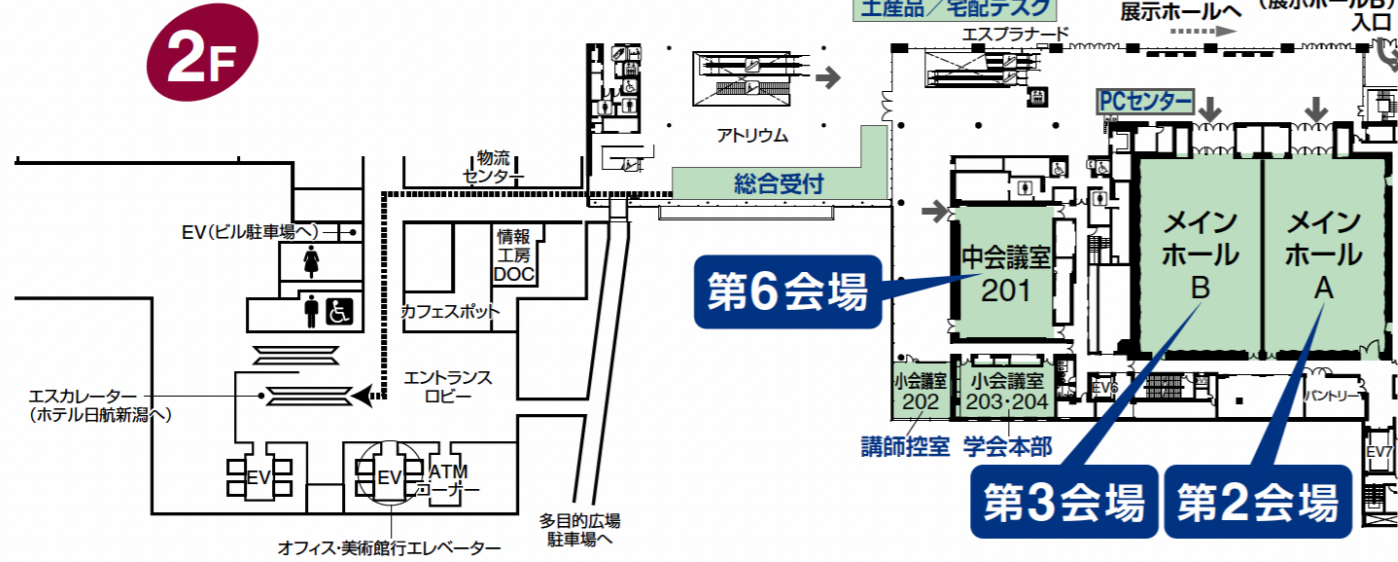 2F
土産品／宅配デスク
展示ホールへ
(展示ホールB)
入口
エスプラナード
PCセンター
アトリウム
総合受付
物流
センター
EV(ビル駐車場へ)
情報
工房
DOC
カフェスポット
エントランス
ロビー
エスカレーター
(ホテル日航新潟へ)
EV
EV
ATM
コーナー
オフィス・美術館行エレベーター
多目的広場
駐車場へ
中会議室
201
第6会場
メイン
ホール
B
メイン
ホール
A
小会議室
202
小会議室
203・204
講師控室
学会本部
EV6
パントリー
EV7
第3会場
第2会場